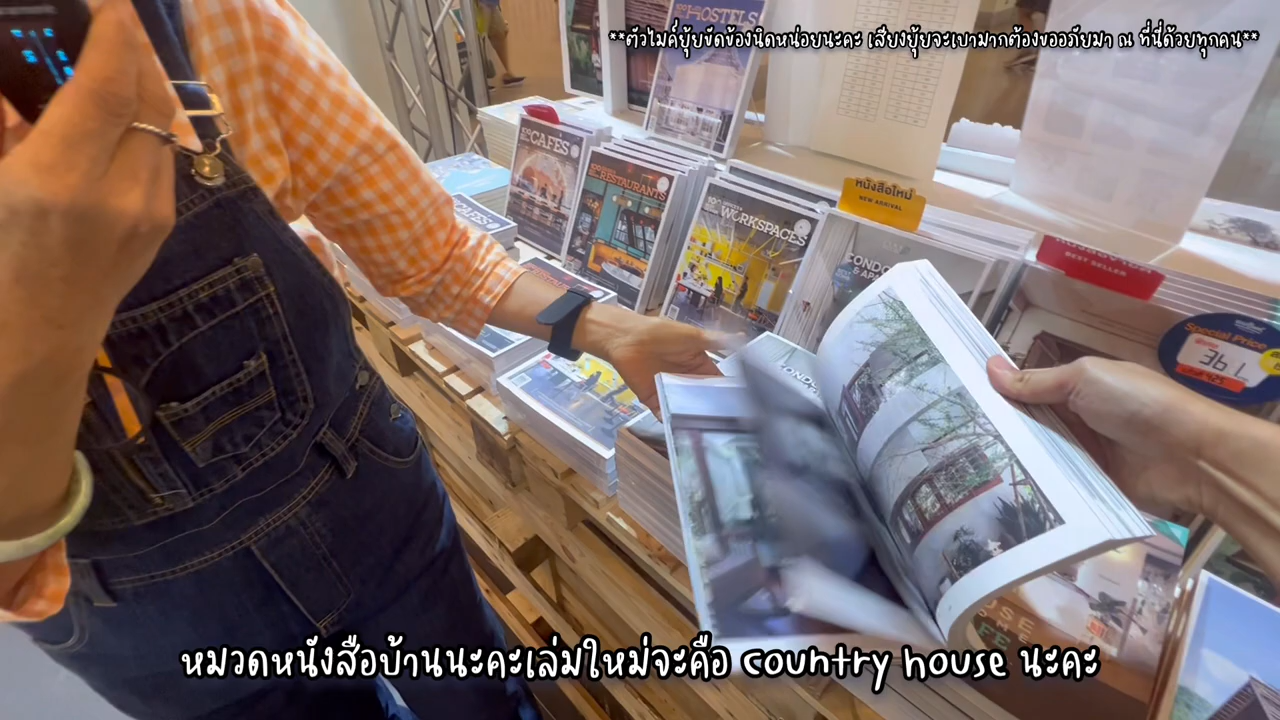 **ตัวไมค์ยุ้ยขัดข้องนิดหน่อยนะคะ เสียงยุ้ยจะเบามากต้องขออภัยมา ณ ที่นี้ด้วยทุกคน**
HOSTELS
100 CAFÉS
RESTAURANTS
WORKSPACES
หนังสือใหม่
NEW ARRIVAL
CONDO
& APA
BEST SELLER
Special Price
361
หมวดหนังสือบ้านนะคะเล่มใหม่จะคือ country house นะคะ